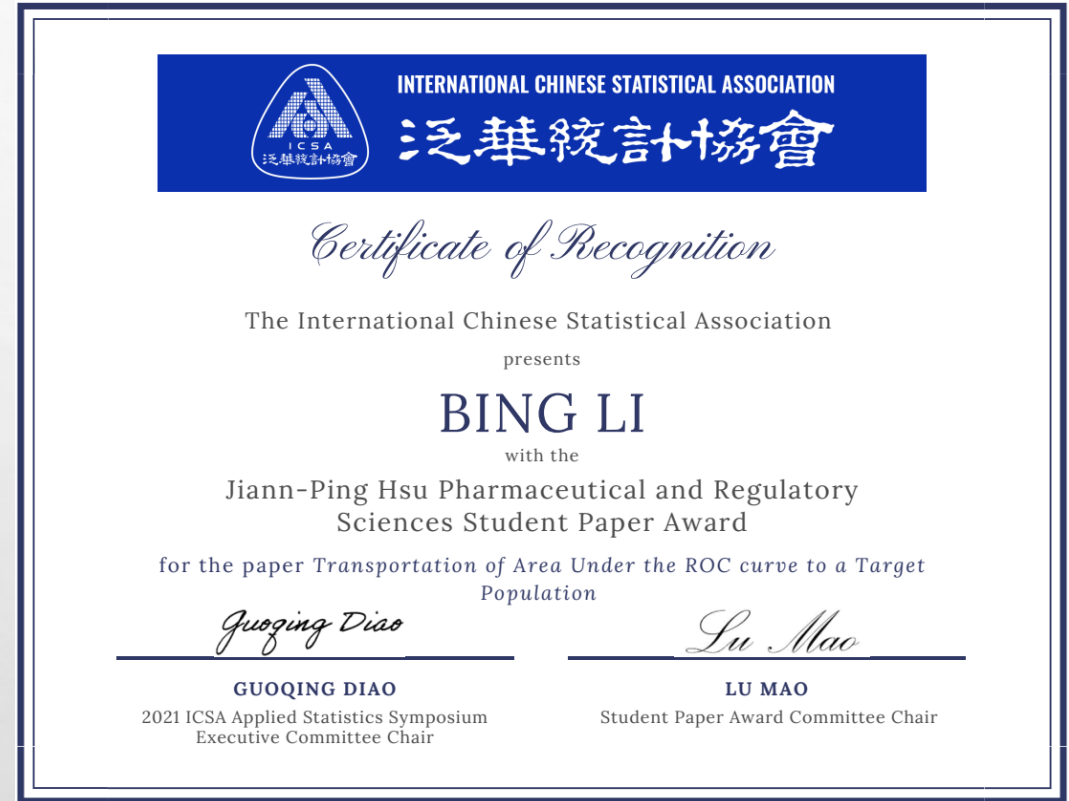 INTERNATIONAL CHINESE STATISTICAL ASSOCIATION
泛華統計協會
ICSA
泛華統計協會
Certificate of Recognition
The International Chinese Statistical Association
presents
BING LI
with the
Jiann-Ping Hsu Pharmaceutical and Regulatory
Sciences Student Paper Award
for the paper Transportation of Area Under the ROC curve to a Target
Population
Guoqing Diao
Lu Mao
GUOQING DIAO
LU MAO
2021 ICSA Applied Statistics Symposium
Executive Committee Chair
Student Paper Award Committee Chair